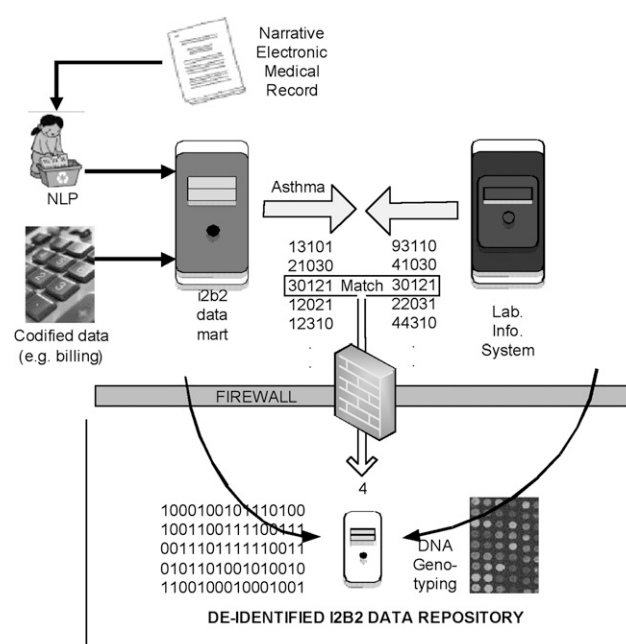 Narrative
Electronic
Medical
Record
NLP
Asthma
13101 93110
21030 41030
30121 Match 30121
12021 22031
12310 44310
. .
. .
i2b2
data
mart
Lab.
Info.
System
Codified data
(e.g. billing)
FIREWALL
4
1000100101110100
1001100111100111
0011101111110011
0101101001010010
1100100010001001
DNA
Geno-
typing
DE-IDENTIFIED I2B2 DATA REPOSITORY